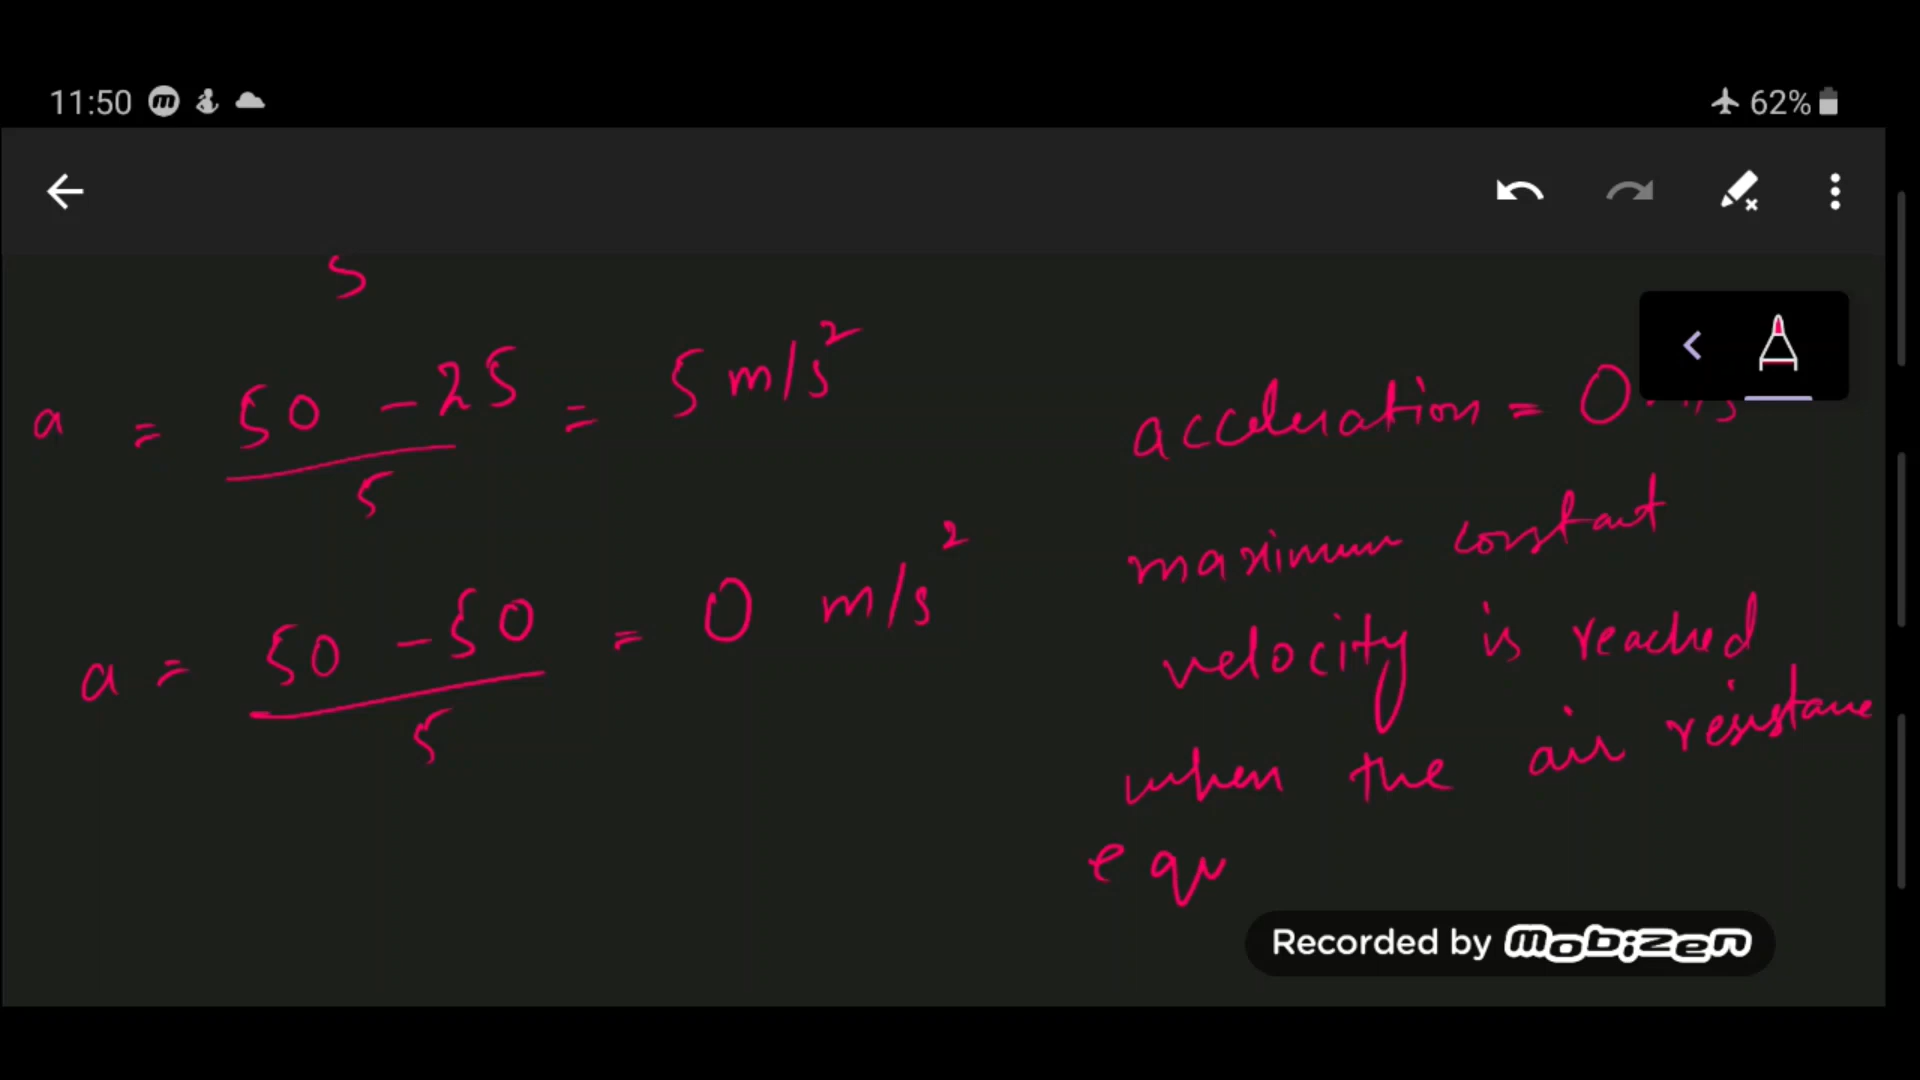 11:50
62%
5
a = 50 - 25 = 5 m/s²
5
a = 50 - 50 = 0 m/s²
5
acceleration = 0 m/s
maximum constant
velocity is reached
when the air resistance
equ
Recorded by mobizen